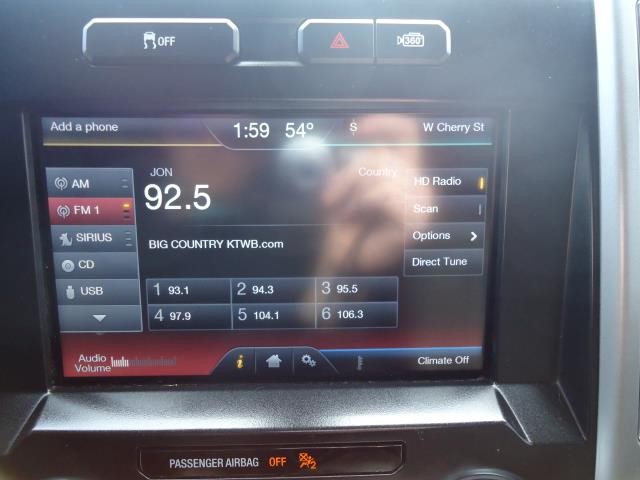 OFF
360
Add a phone
1:59 54° S W Cherry St
JON
Country
92.5
BIG COUNTRY KTWB.com
AM
FM 1
SIRIUS
CD
USB
HD Radio
Scan
Options
Direct Tune
1 93.1 2 94.3 3 95.5
4 97.9 5 104.1 6 106.3
Audio
Volume
i
Climate Off
PASSENGER AIRBAG OFF 2